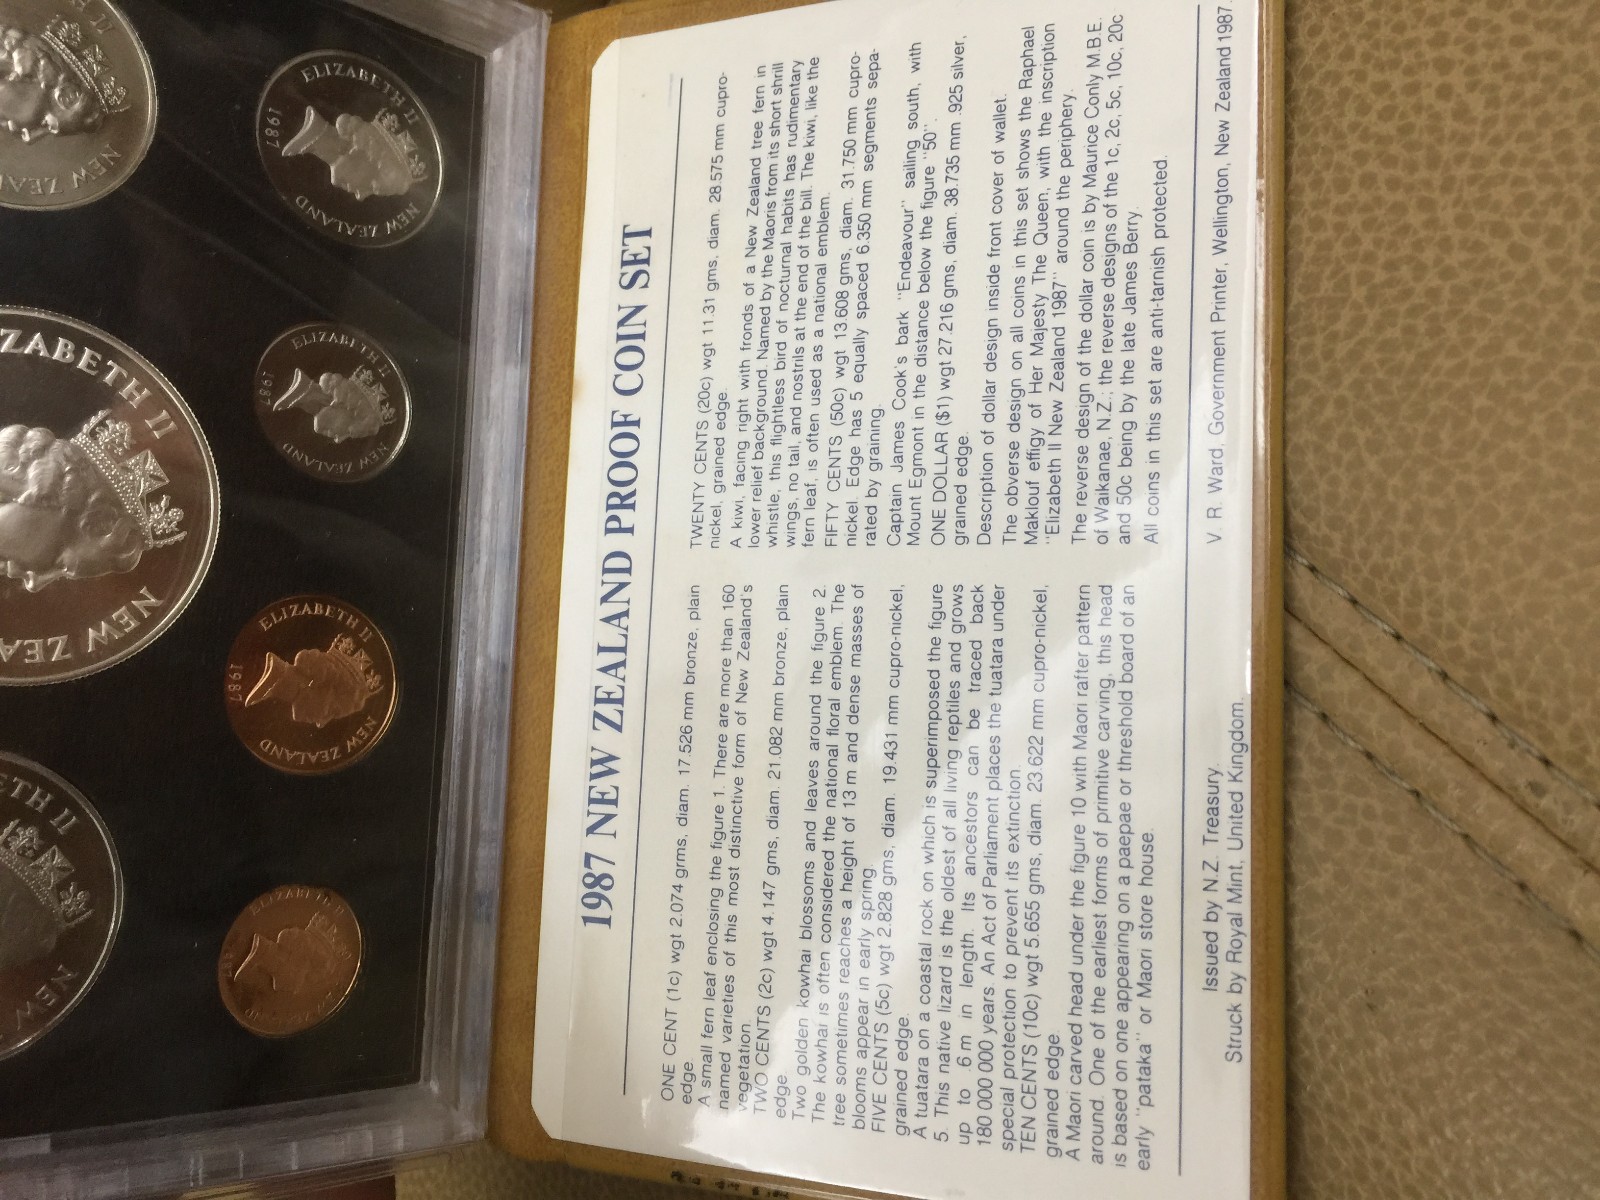 1987 NEW ZEALAND PROOF COIN SET
ONE CENT (1c) wgt 2.074 grms, diam. 17.526 mm bronze, plain
edge.
A small fern leaf enclosing the figure 1. There are more than 160
named varieties of this most distinctive form of New Zealand's
vegetation.
TWO CENTS (2c) wgt 4.147 gms, diam. 21.082 mm bronze, plain
edge.
Two golden kowhai blossoms and leaves around the figure 2.
The kowhai is often considered the national floral emblem. The
tree sometimes reaches a height of 13 m and dense masses of
blooms appear in early spring.
FIVE CENTS (5c) wgt 2.828 gms, diam. 19.431 mm cupro-nickel,
grained edge.
A tuatara on a coastal rock on which is superimposed the figure
5. This native lizard is the oldest of all living reptiles and grows
up to .6 m in length. Its ancestors can be traced back
180 000 000 years. An Act of Parliament places the tuatara under
special protection to prevent its extinction.
TEN CENTS (10c) wgt 5.655 gms, diam. 23.622 mm cupro-nickel,
grained edge.
A Maori carved head under the figure 10 with Maori rafter pattern
around. One of the earliest forms of primitive carving, this head
is based on one appearing on a paepae or threshold board of an
early "pataka" or Maori store house.
TWENTY CENTS (20c) wgt 11.31 gms, diam. 28.575 mm cupro-
nickel, grained edge.
A kiwi, facing right with fronds of a New Zealand tree fern in
lower relief background. Named by the Maoris from its short shrill
whistle, this flightless bird of nocturnal habits has rudimentary
wings, no tail, and nostrils at the end of the bill. The kiwi, like the
fern leaf, is often used as a national emblem.
FIFTY CENTS (50c) wgt 13.608 gms, diam. 31.750 mm cupro-
nickel. Edge has 5 equally spaced 6.350 mm segments sepa-
rated by graining.
Captain James Cook's bark "Endeavour" sailing south, with
Mount Egmont in the distance below the figure "50".
ONE DOLLAR ($1) wgt 27.216 gms, diam. 38.735 mm .925 silver,
grained edge.
Description of dollar design inside front cover of wallet.
The obverse design on all coins in this set shows the Raphael
Maklouf effigy of Her Majesty The Queen, with the inscription
"Elizabeth II New Zealand 1987" around the periphery.
The reverse design of the dollar coin is by Maurice Conly M.B.E.
of Waikanae, N.Z.; the reverse designs of the 1c, 2c, 5c, 10c, 20c
and 50c being by the late James Berry.
All coins in this set are anti-tarnish protected.
Issued by N.Z. Treasury.
Struck by Royal Mint, United Kingdom.
V. R. Ward, Government Printer, Wellington, New Zealand 1987.
TH II
NEW
ZABETH II
NEW ZEA
H II
NEW ZEA
ELIZABETH II
NEW ZEALAND
1987
ELIZABETH II
NEW ZEALAND
1987
ELIZABETH II
NEW ZEALAND
1987
ELIZABETH II
1987